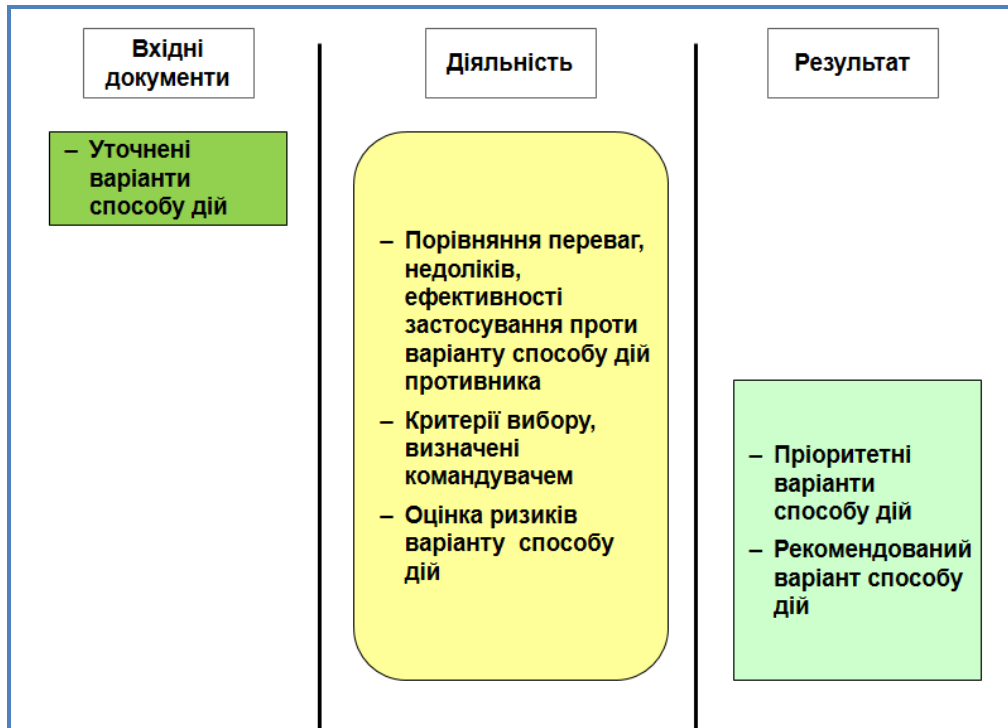 Вхідні
документи
Діяльність
Результат
– Уточнені
варіанти
способу дій
– Порівняння переваг,
недоліків,
ефективності
застосування проти
варіанту способу дій
противника
– Критерії вибору,
визначені
командувачем
– Оцінка ризиків
варіанту способу
дій
– Пріоритетні
варіанти
способу дій
– Рекомендований
варіант способу
дій